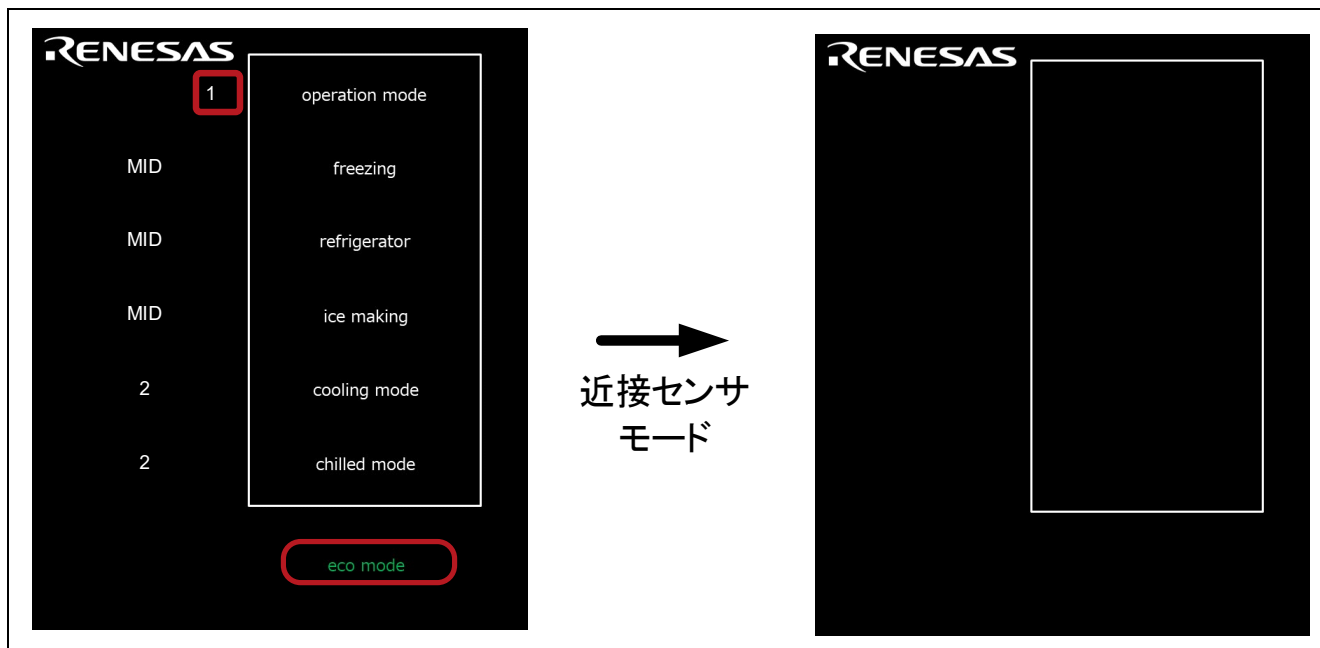 RENESAS
1 operation mode
MID freezing
MID refrigerator
MID ice making
2 cooling mode
2 chilled mode
eco mode
近接センサ
モード
RENESAS